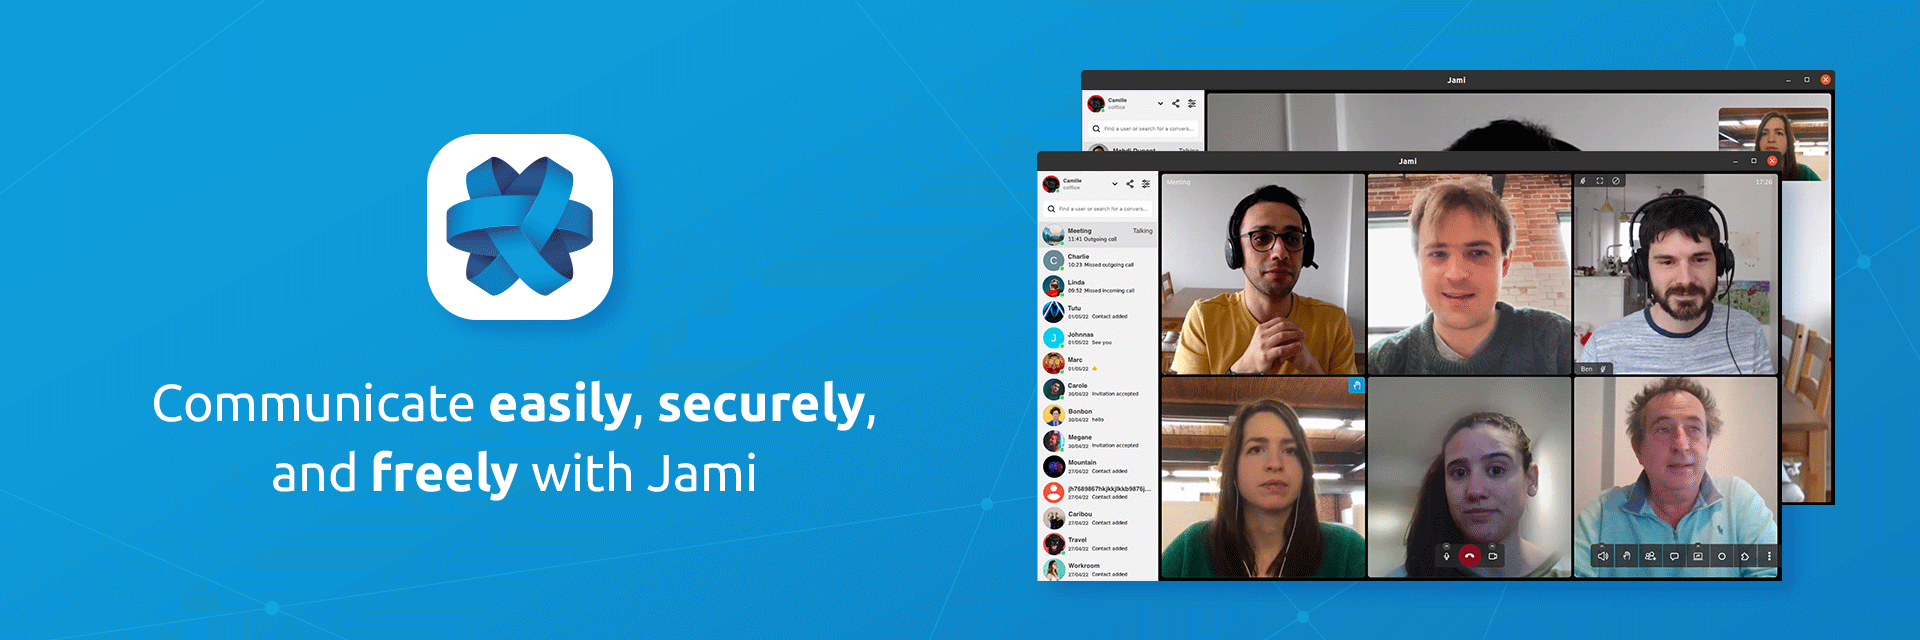 Communicate easily, securely,
and freely with Jami
Jami
Camille
coffice
Find a user or search for a convers...
Talking
Jami
Camille
coffice
Find a user or search for a convers...
Meeting Talking
11:41 Outgoing call
Charlie
10:23 Missed outgoing call
Linda
09:52 Missed incoming call
Tutu
01/05/22 Contact added
Johnnas
01/05/22 See you
Marc
01/05/22 👍
Carole
30/04/22 Invitation accepted
Bonbon
30/04/22 hello
Megane
30/04/22 Invitation accepted
Mountain
27/04/22 Contact added
27/04/22 Contact added
Caribou
27/04/22 Contact added
Travel
27/04/22 Contact added
Workroom
27/04/22 Contact added
C
J
Meeting
17:26
Ben